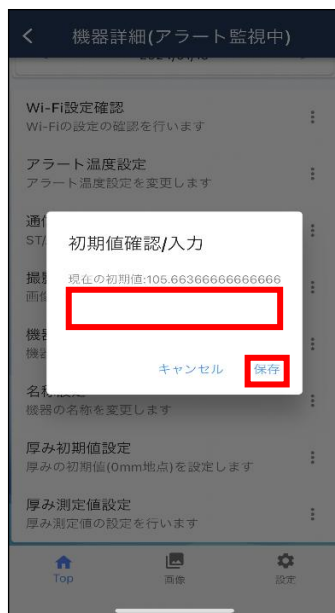 機器詳細(アラート監視中)
Wi-Fi設定確認
Wi-Fiの設定の確認を行います
アラート温度設定
アラート温度設定を変更します
通
ST/
初期値確認/入力
現在の初期値:105.66366666666666
撮
画像
機
機
キャンセル
保存
名称設定
機器の名称を変更します
厚み初期値設定
厚みの初期値(0mm地点)を設定します
厚み測定値設定
厚み測定値の設定を行います
Top
画像
設定